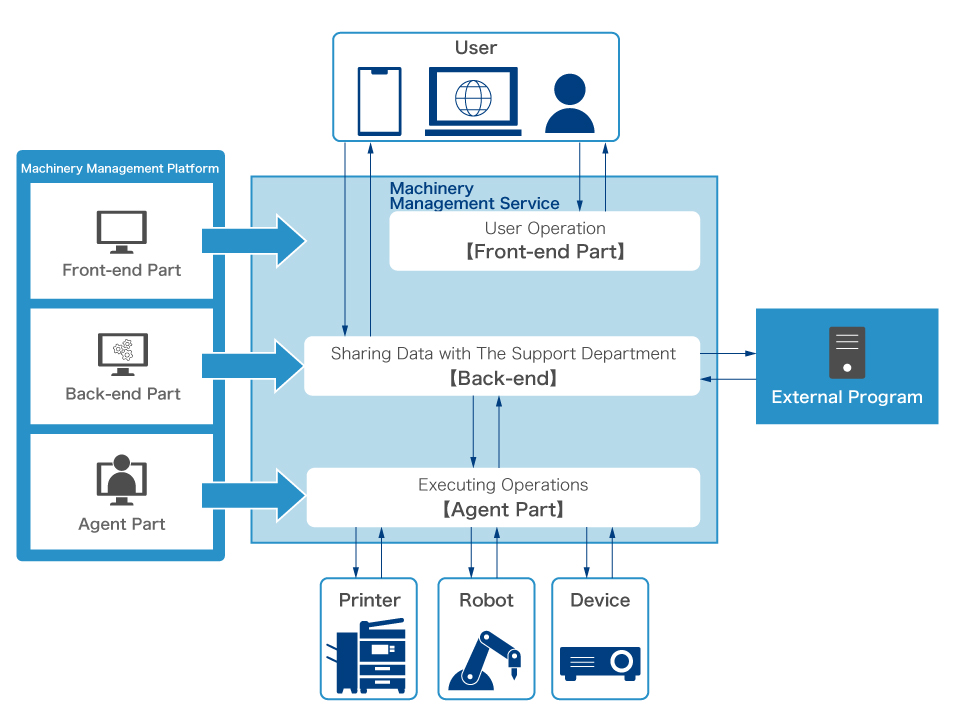 User
Machinery Management Platform
Front-end Part
Back-end Part
Agent Part
Machinery
Management Service
User Operation
【Front-end Part】
Sharing Data with The Support Department
【Back-end】
Executing Operations
【Agent Part】
External Program
Printer
Robot
Device